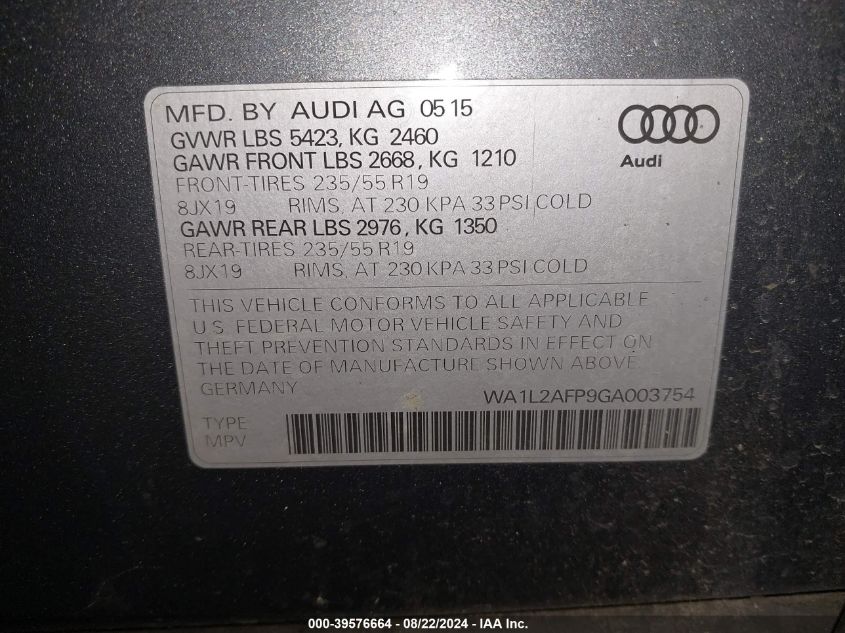 MFD. BY AUDI AG 05 15
GVWR LBS 5423, KG 2460
GAWR FRONT LBS 2668, KG 1210
FRONT-TIRES 235/55 R19
8JX19 RIMS, AT 230 KPA 33 PSI COLD
GAWR REAR LBS 2976, KG 1350
REAR-TIRES 235/55 R19
8JX19 RIMS, AT 230 KPA 33 PSI COLD
Audi
THIS VEHICLE CONFORMS TO ALL APPLICABLE
U.S. FEDERAL MOTOR VEHICLE SAFETY AND
THEFT PREVENTION STANDARDS IN EFFECT ON
THE DATE OF MANUFACTURE SHOWN ABOVE
GERMANY WA1L2AFP9GA003754
TYPE
MPV
000-39576664 - 08/22/2024 - IAA Inc.